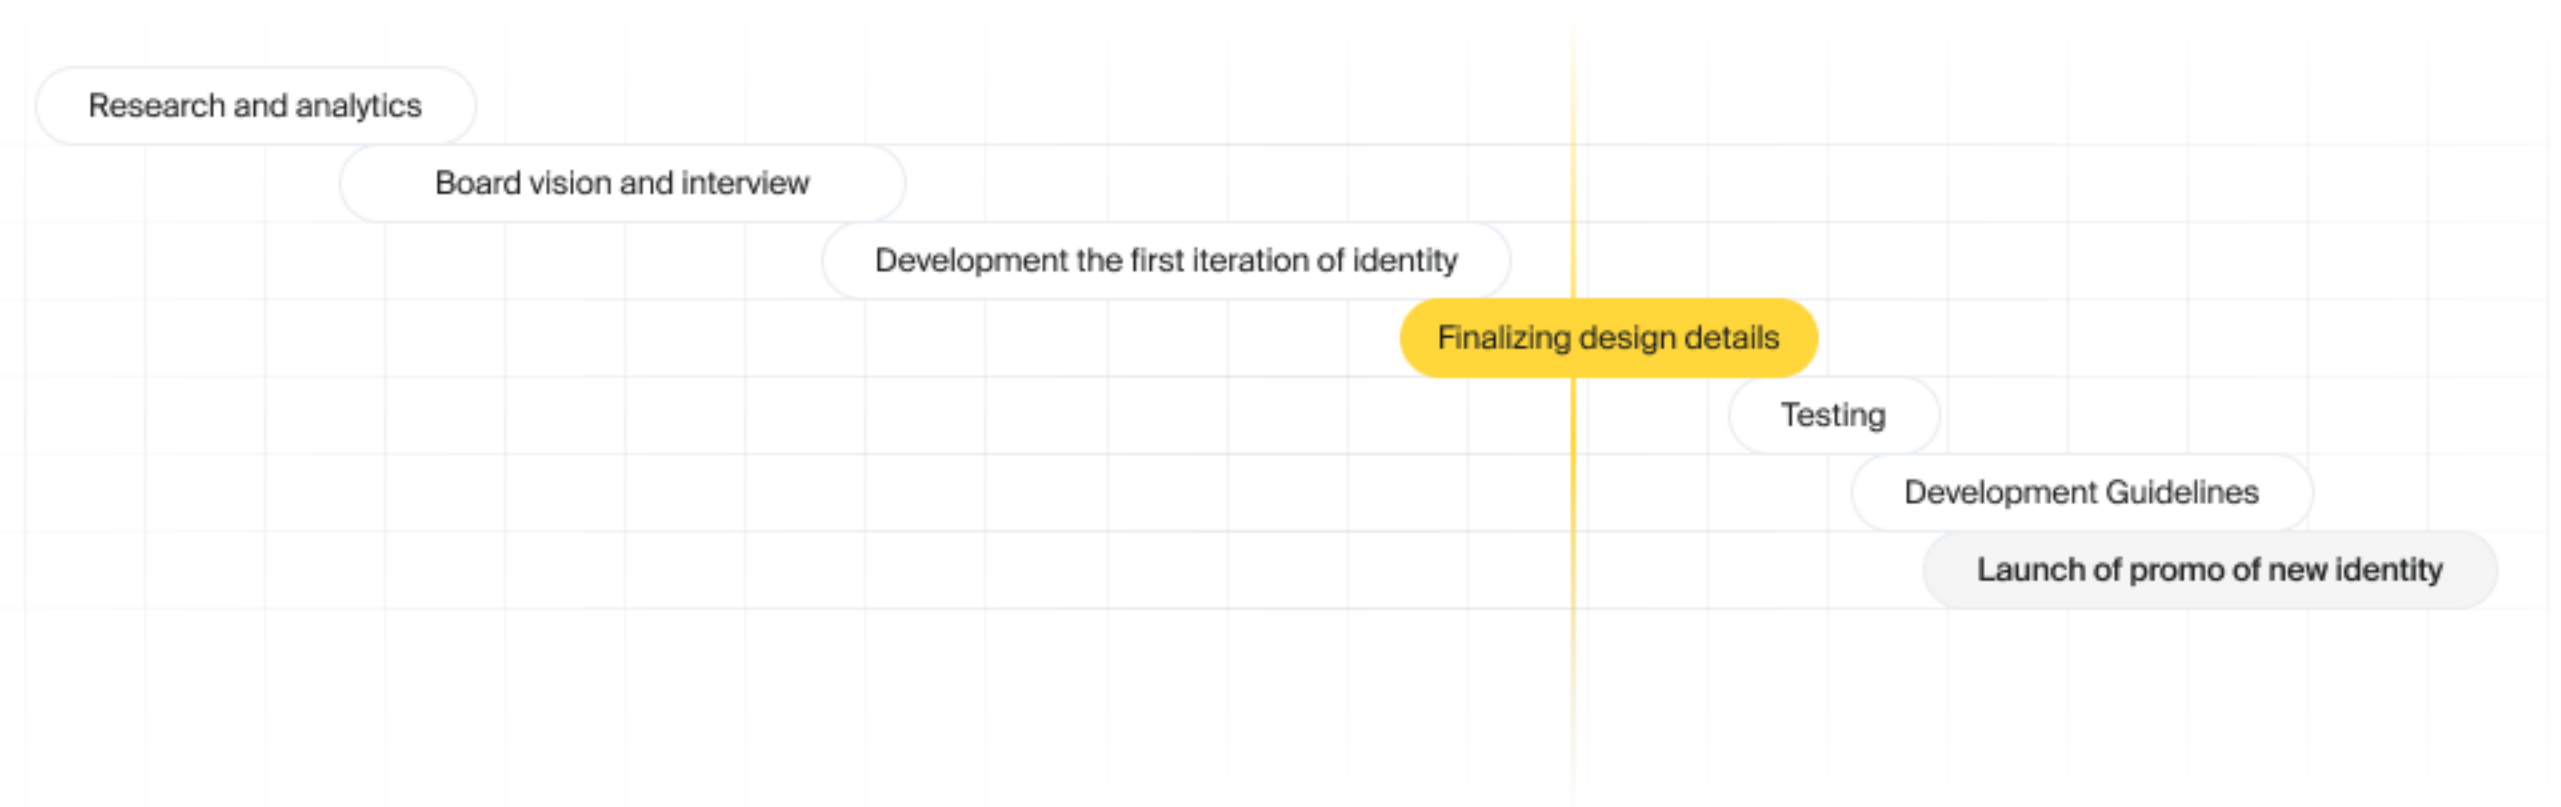 Research and analytics
Board vision and interview
Development the first iteration of identity
Finalizing design details
Testing
Development Guidelines
Launch of promo of new identity